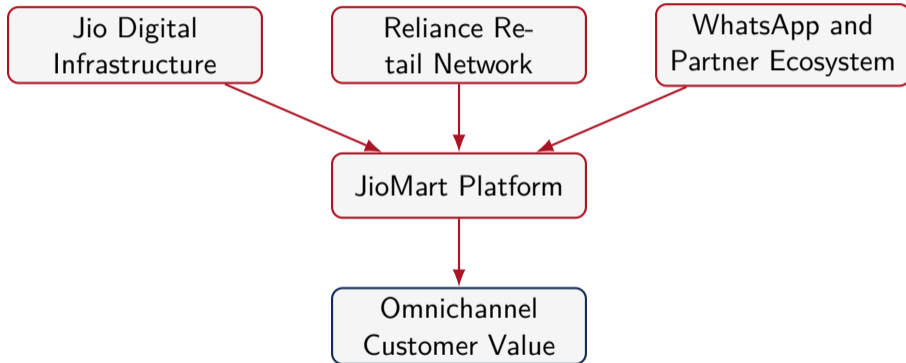 Jio Digital
Infrastructure
Reliance Re-
tail Network
WhatsApp and
Partner Ecosystem
JioMart Platform
Omnichannel
Customer Value